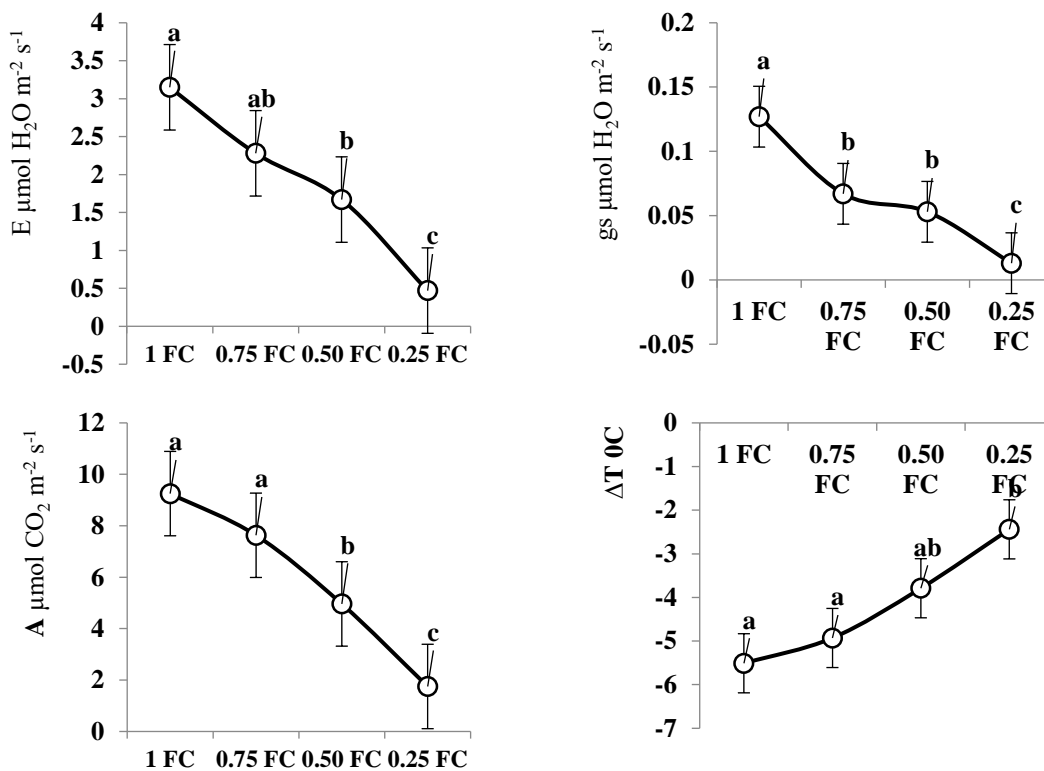 E µmol H₂O m⁻² s⁻¹
4
3.5
3
2.5
2
1.5
1
0.5
0
-0.5
a
ab
b
c
1 FC 0.75 FC 0.50 FC 0.25 FC
gs µmol H₂O m⁻² s⁻¹
0.2
0.15
0.1
0.05
0
-0.05
a
b
b
c
1 FC 0.75 FC 0.50 FC 0.25 FC
A µmol CO₂ m⁻² s⁻¹
12
10
8
6
4
2
0
a
a
b
c
1 FC 0.75 FC 0.50 FC 0.25 FC
ΔT 0C
0
-1
-2
-3
-4
-5
-6
-7
1 FC 0.75 FC 0.50 FC 0.25 FC
a
a
ab
b